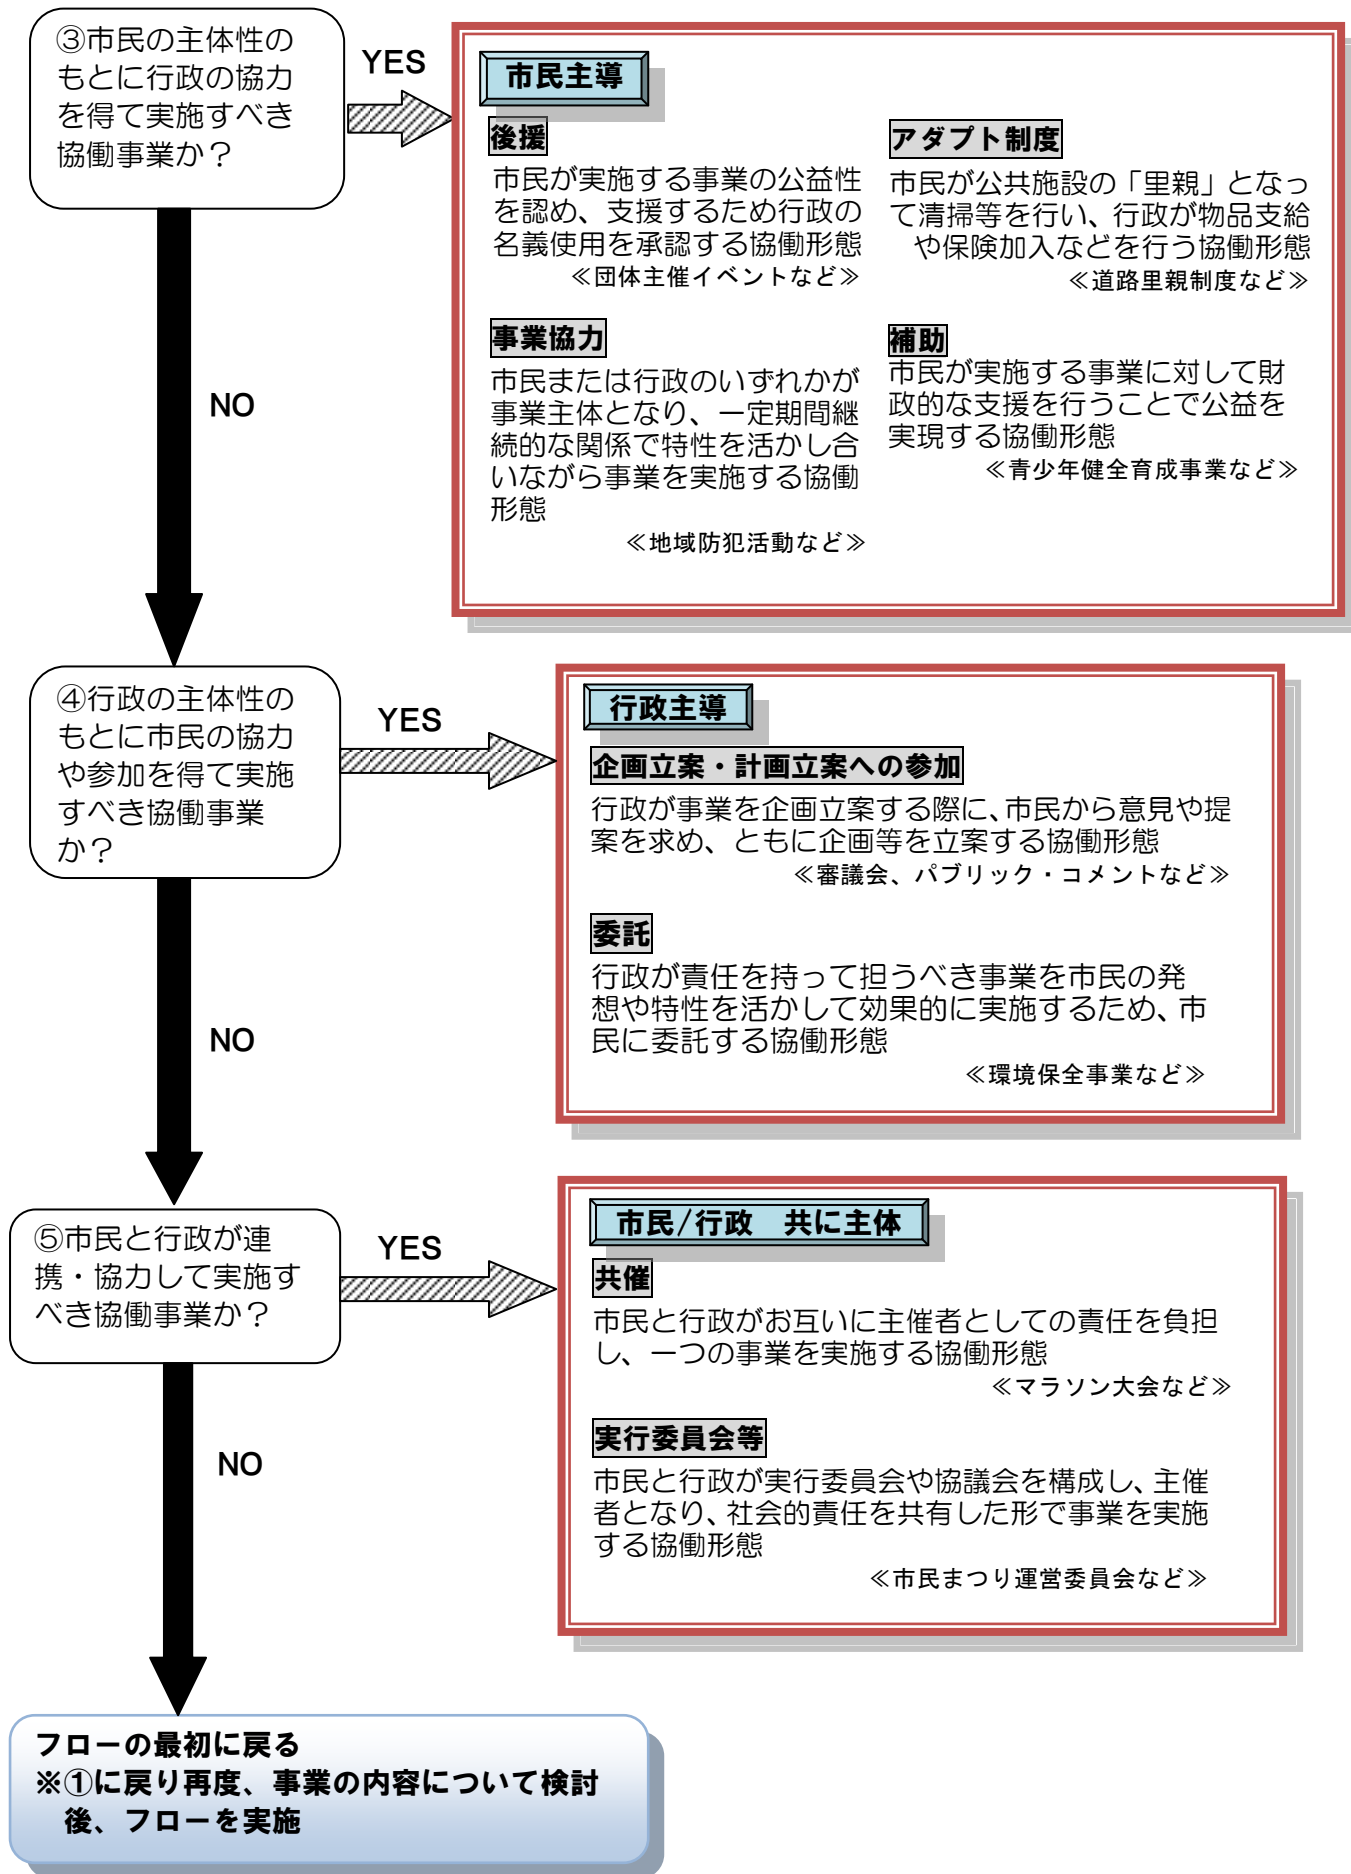 ③市民の主体性の
もとに行政の協力
を得て実施すべき
協働事業か？
YES
市民主導
後援
市民が実施する事業の公益性
を認め、支援するため行政の
名義使用を承認する協働形態
≪団体主催イベントなど≫
アダプト制度
市民が公共施設の「里親」となっ
て清掃等を行い、行政が物品支給
や保険加入などを行う協働形態
≪道路里親制度など≫
事業協力
市民または行政のいずれかが
事業主体となり、一定期間継
続的な関係で特性を活かし合
いながら事業を実施する協働
形態
≪地域防犯活動など≫
補助
市民が実施する事業に対して財
政的な支援を行うことで公益を
実現する協働形態
≪青少年健全育成事業など≫
NO
④行政の主体性の
もとに市民の協力
や参加を得て実施
すべき協働事業
か？
YES
行政主導
企画立案・計画立案への参加
行政が事業を企画立案する際に、市民から意見や提
案を求め、ともに企画等を立案する協働形態
≪審議会、パブリック・コメントなど≫
委託
行政が責任を持って担うべき事業を市民の発
想や特性を活かして効果的に実施するため、市
民に委託する協働形態
≪環境保全事業など≫
NO
⑤市民と行政が連
携・協力して実施す
べき協働事業か？
YES
市民/行政　共に主体
共催
市民と行政がお互いに主催者としての責任を負担
し、一つの事業を実施する協働形態
≪マラソン大会など≫
実行委員会等
市民と行政が実行委員会や協議会を構成し、主催
者となり、社会的責任を共有した形で事業を実施
する協働形態
≪市民まつり運営委員会など≫
NO
フローの最初に戻る
※①に戻り再度、事業の内容について検討
後、フローを実施